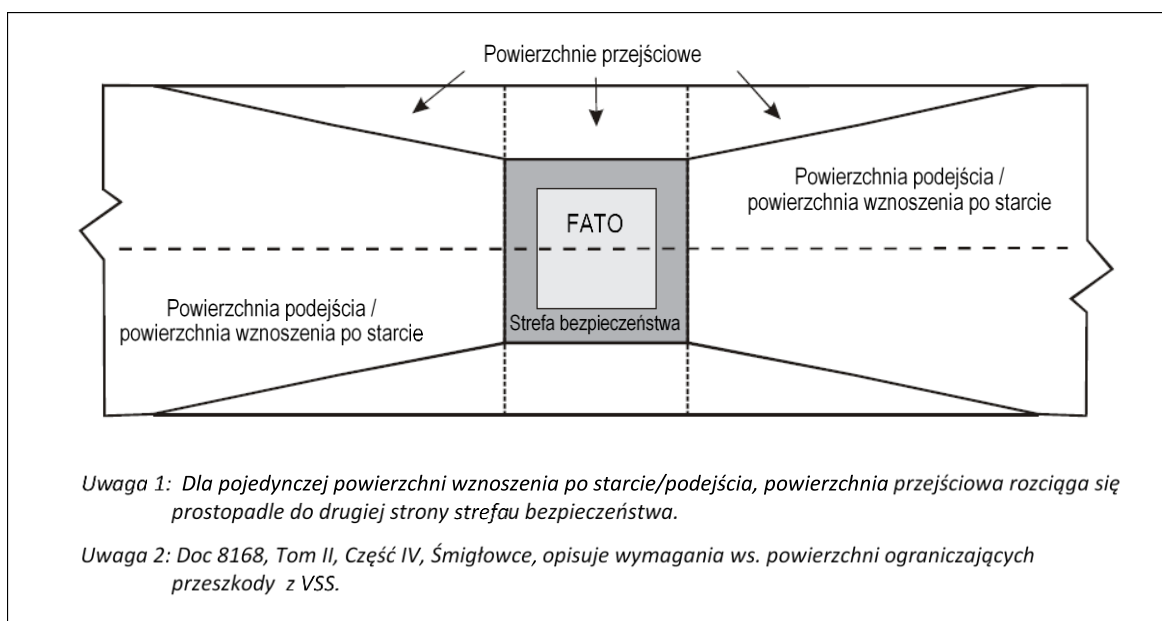 Powierzchnie przejściowe
Powierzchnia podejścia /
powierzchnia wznoszenia po starcie
FATO
Powierzchnia podejścia /
powierzchnia wznoszenia po starcie
Strefa bezpieczeństwa
Uwaga 1: Dla pojedynczej powierzchni wznoszenia po starcie/podejścia, powierzchnia przejściowa rozciąga się
prostopadle do drugiej strony strefau bezpieczeństwa.
Uwaga 2: Doc 8168, Tom II, Część IV, Śmigłowce, opisuje wymagania ws. powierzchni ograniczających
przeszkody z VSS.